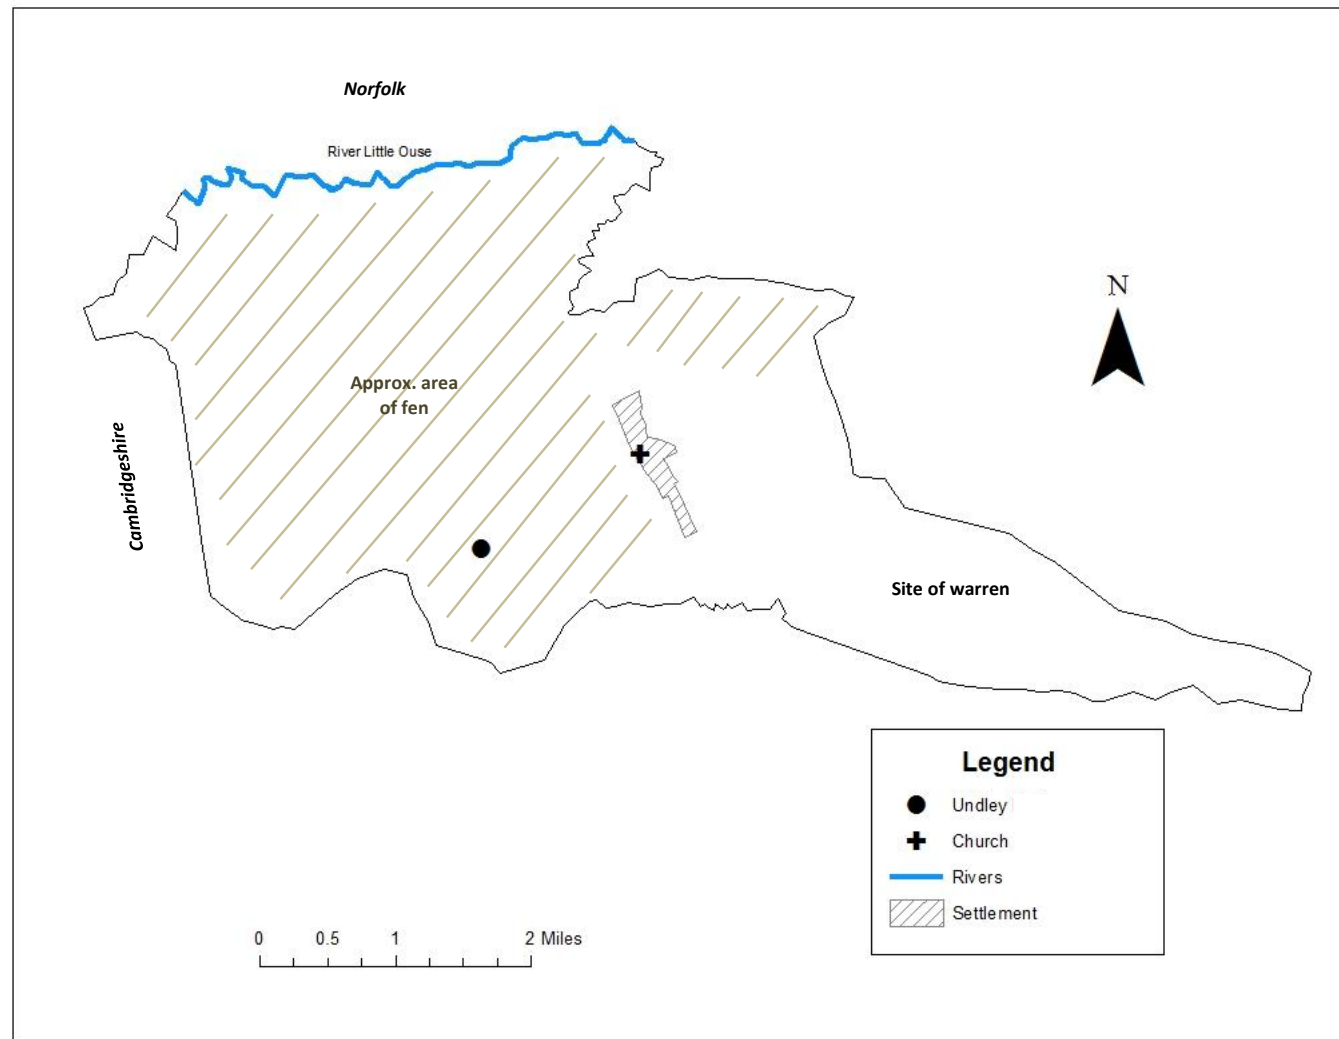 Norfolk
River Little Ouse
N
Approx. area
of fen
Cambridgeshire
Site of warren
Legend
Undley
Church
Rivers
Settlement
0 0.5 1 2 Miles